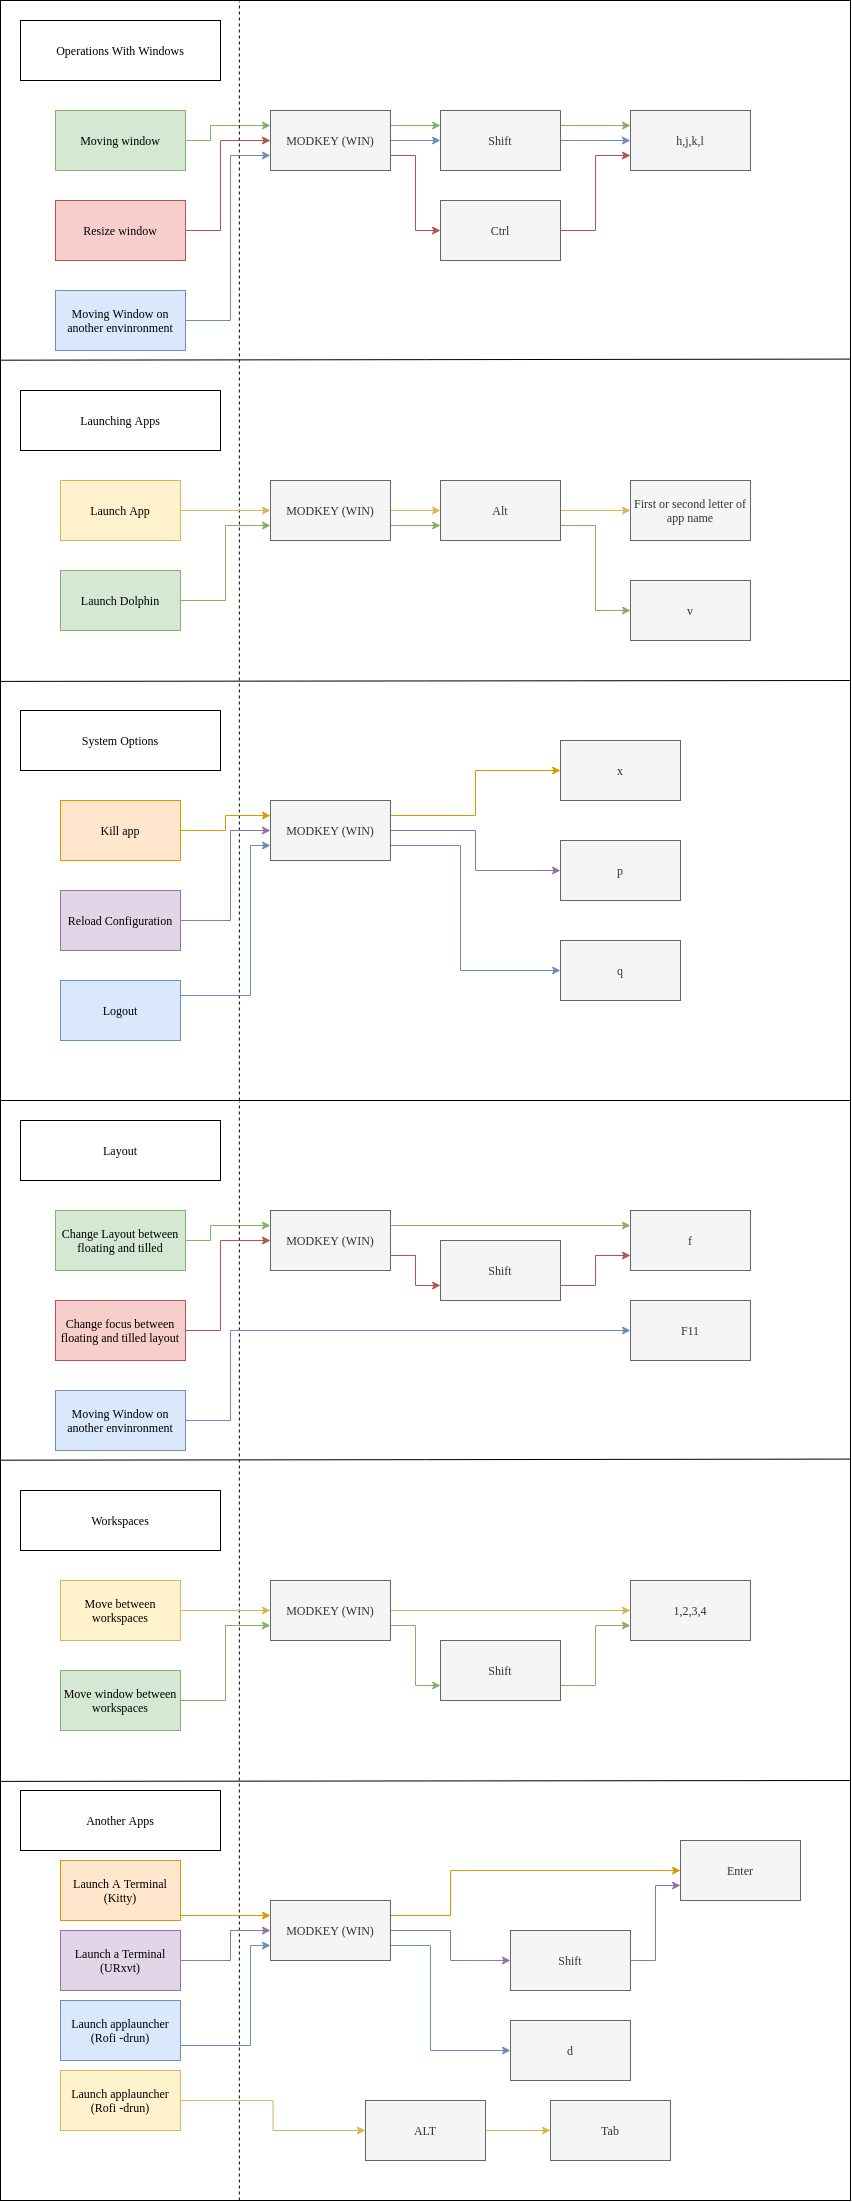 Operations With Windows
Moving window
MODKEY (WIN)
Shift
h,j,k,l
Resize window
Ctrl
Moving Window on
another envinronment
Launching Apps
Launch App
MODKEY (WIN)
Alt
First or second letter of
app name
Launch Dolphin
v
System Options
x
Kill app
MODKEY (WIN)
p
Reload Configuration
q
Logout
Layout
Change Layout between
floating and tilled
MODKEY (WIN)
f
Shift
Change focus between
floating and tilled layout
F11
Moving Window on
another envinronment
Workspaces
Move between
workspaces
MODKEY (WIN)
1,2,3,4
Shift
Move window between
workspaces
Another Apps
Enter
Launch A Terminal
(Kitty)
MODKEY (WIN)
Launch a Terminal
(URxvt)
Shift
Launch applauncher
(Rofi -drun)
d
Launch applauncher
(Rofi -drun)
ALT
Tab